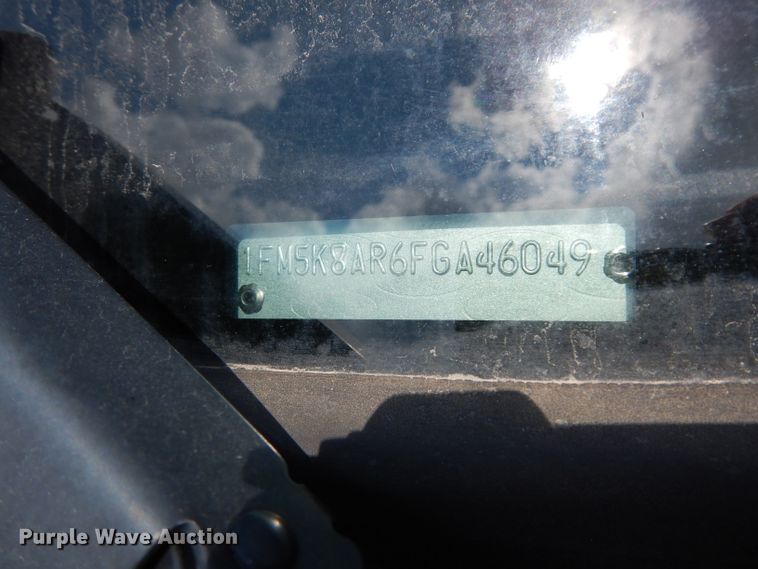 1FM5K8AR6FGA46049
Purple Wave Auction